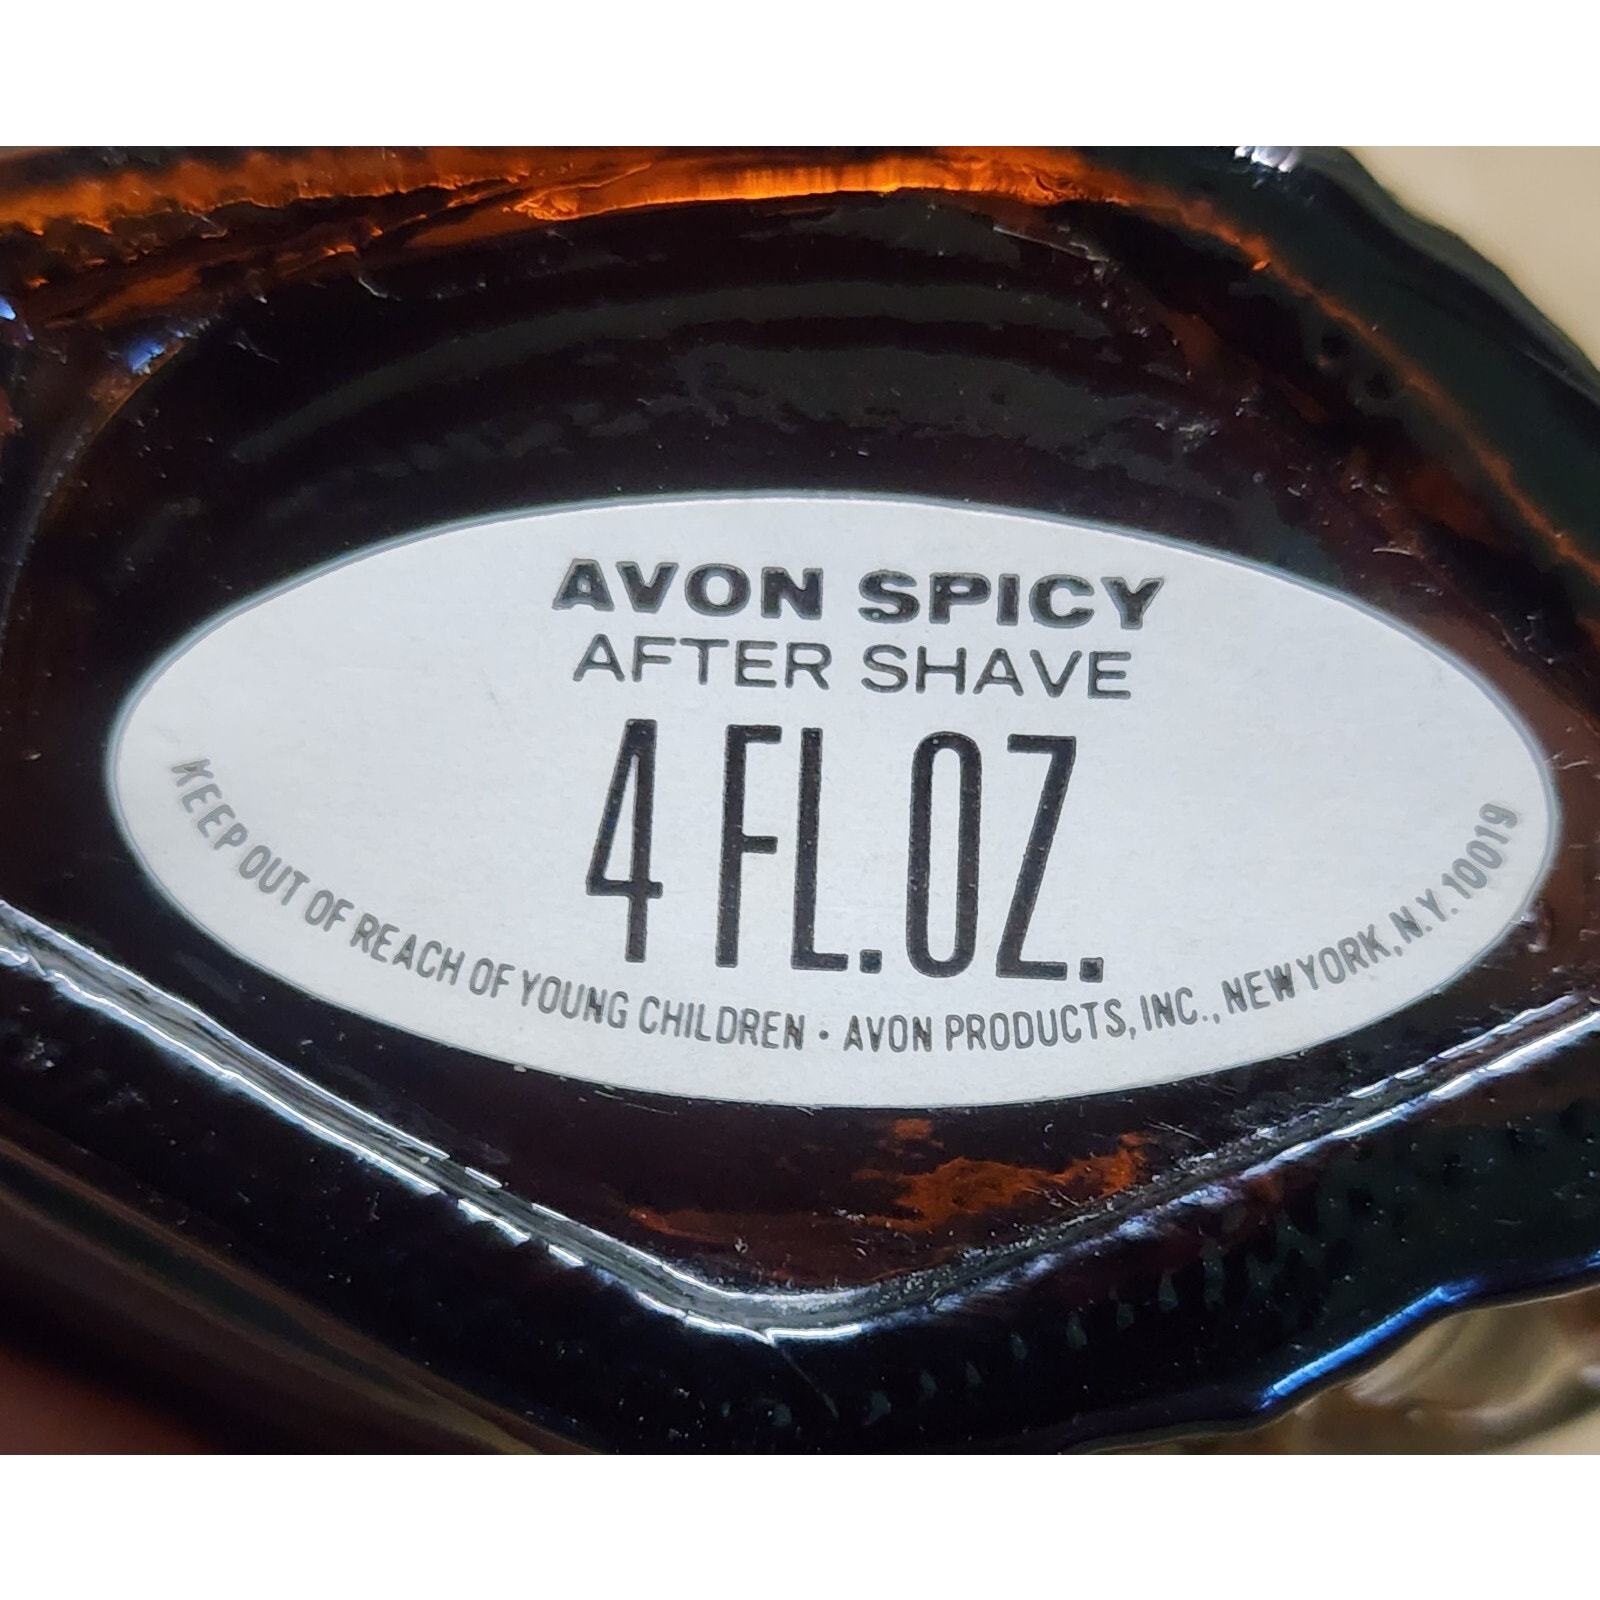 AVON SPICY
AFTER SHAVE
4 FL.OZ.
KEEP OUT OF REACH OF YOUNG CHILDREN • AVON PRODUCTS, INC., NEW YORK, N.Y. 10019